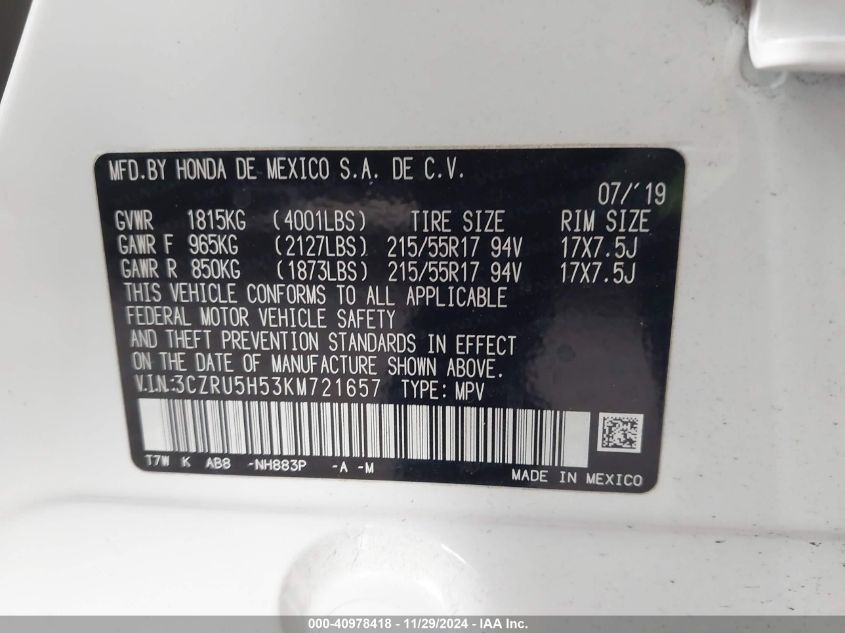 MFD.BY HONDA DE MEXICO S.A. DE C.V.
07/'19
GVWR 1815KG (4001LBS) TIRE SIZE RIM SIZE
GAWR F 965KG (2127LBS) 215/55R17 94V 17X7.5J
GAWR R 850KG (1873LBS) 215/55R17 94V 17X7.5J
THIS VEHICLE CONFORMS TO ALL APPLICABLE
FEDERAL MOTOR VEHICLE SAFETY
AND THEFT PREVENTION STANDARDS IN EFFECT
ON THE DATE OF MANUFACTURE SHOWN ABOVE.
V.I.N.:3CZRU5H53KM721657 TYPE: MPV
T7W K AB8 -NH883P -A -M
MADE IN MEXICO
000-40978418 - 11/29/2024 - IAA Inc.